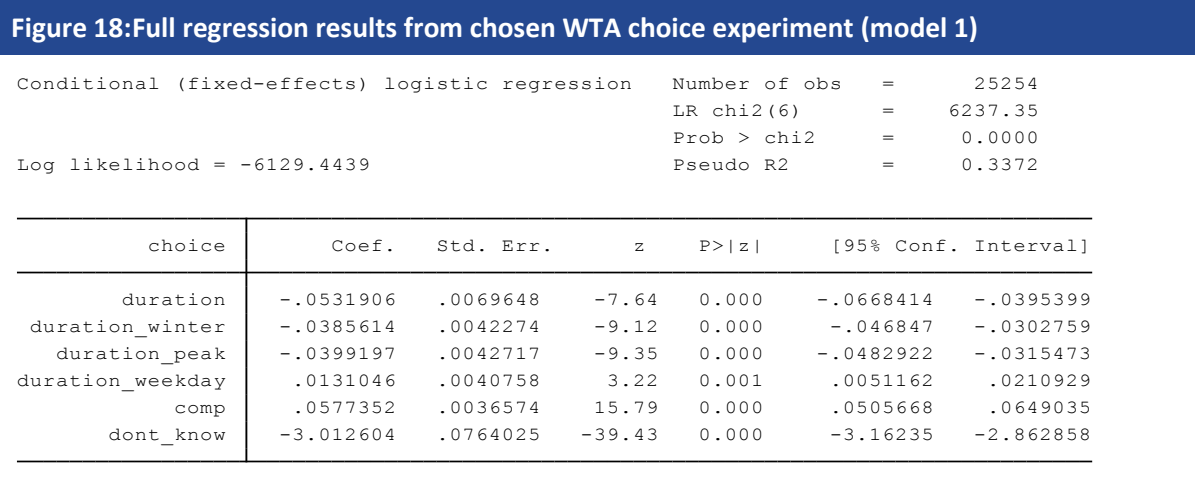 Figure 18:Full regression results from chosen WTA choice experiment (model 1)
Conditional (fixed-effects) logistic regression Number of obs = 25254
LR chi2(6) = 6237.35
Prob > chi2 = 0.0000
Log likelihood = -6129.4439 Pseudo R2 = 0.3372
choice Coef. Std. Err. z P>|z| [95% Conf. Interval]
duration -.0531906 .0069648 -7.64 0.000 -.0668414 -.0395399
duration_winter -.0385614 .0042274 -9.12 0.000 -.046847 -.0302759
duration_peak -.0399197 .0042717 -9.35 0.000 -.0482922 -.0315473
duration_weekday .0131046 .0040758 3.22 0.001 .0051162 .0210929
comp .0577352 .0036574 15.79 0.000 .0505668 .0649035
dont_know -3.012604 .0764025 -39.43 0.000 -3.16235 -2.862858